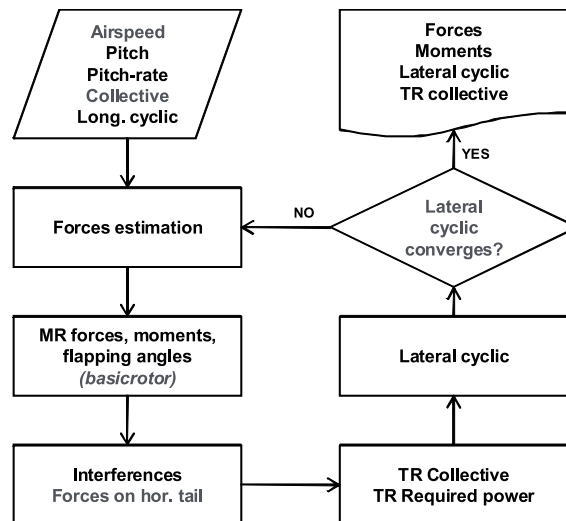 Airspeed
Pitch
Pitch-rate
Collective
Long. cyclic
Forces estimation
MR forces, moments,
flapping angles
(basicrotor)
Interferences
Forces on hor. tail
TR Collective
TR Required power
Lateral cyclic
Lateral
cyclic
converges?
NO
YES
Forces
Moments
Lateral cyclic
TR collective